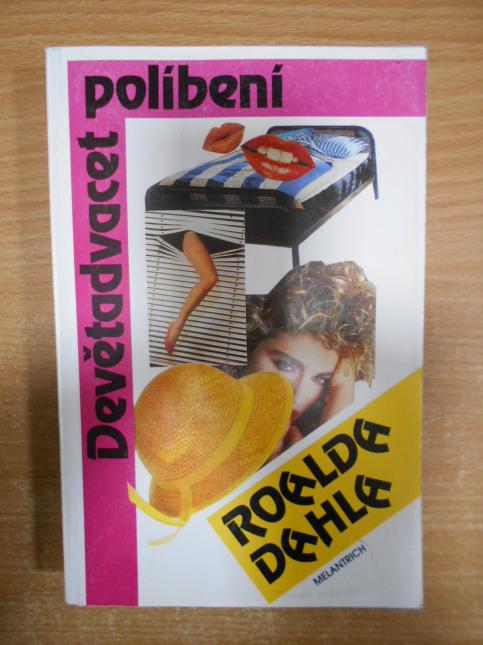 Devětadvacet
políbení
ROALDA
DAHLA
MELANTRICH